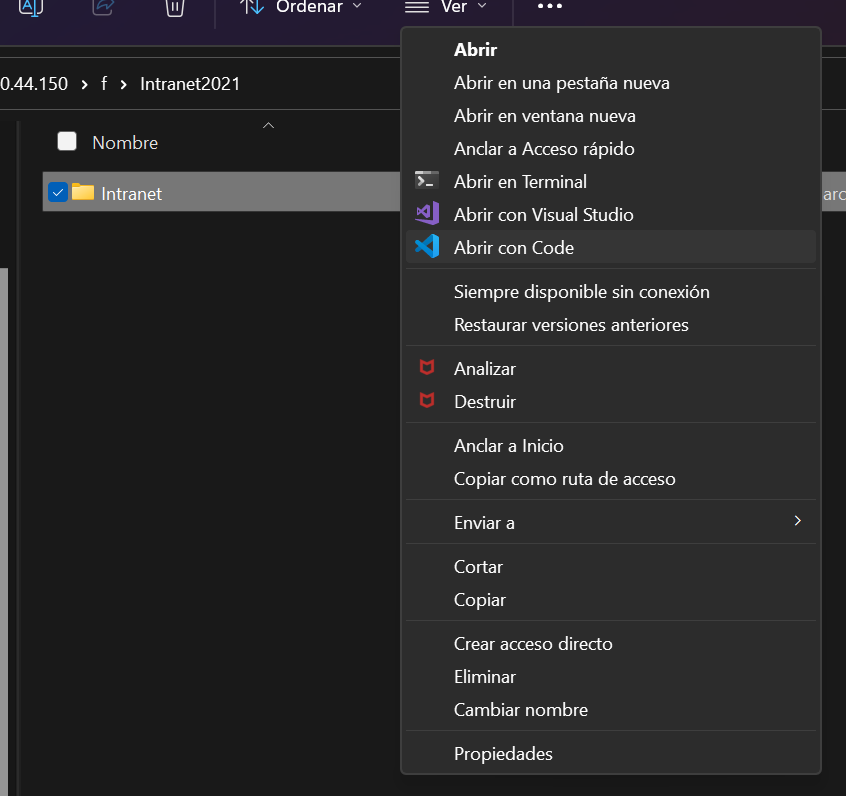 Ordenar
Ver
0.44.150 > f > Intranet2021
Nombre
Intranet
arc
Abrir
Abrir en una pestaña nueva
Abrir en ventana nueva
Anclar a Acceso rápido
Abrir en Terminal
Abrir con Visual Studio
Abrir con Code
Siempre disponible sin conexión
Restaurar versiones anteriores
Analizar
Destruir
Anclar a Inicio
Copiar como ruta de acceso
Enviar a
Cortar
Copiar
Crear acceso directo
Eliminar
Cambiar nombre
Propiedades